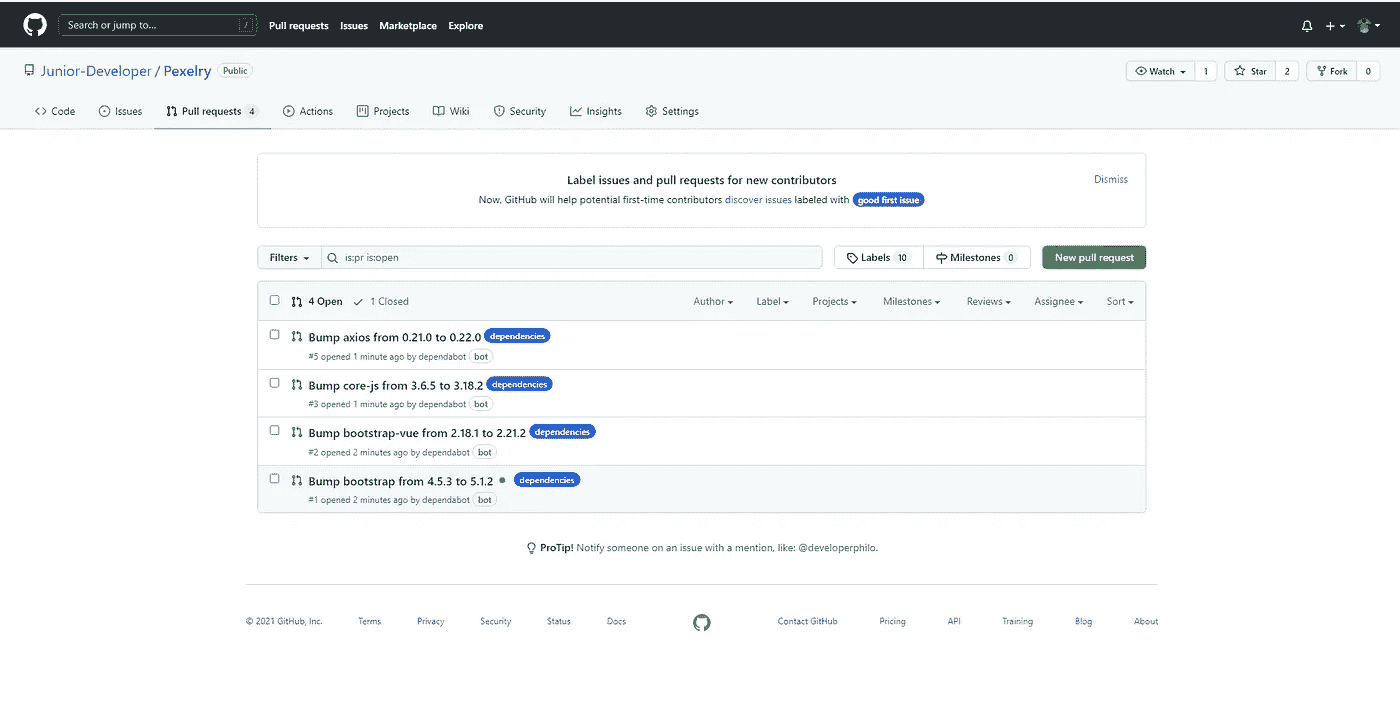 Search or jump to... /
Pull requests Issues Marketplace Explore
Junior-Developer / Pexelry Public
Watch 1 Star 2 Fork 0
Code Issues Pull requests 4 Actions Projects Wiki Security Insights Settings
Label issues and pull requests for new contributors
Dismiss
Now, GitHub will help potential first-time contributors discover issues labeled with good first issue
Filters is:pr is:open Labels 10 Milestones 0 New pull request
4 Open 1 Closed Author Label Projects Milestones Reviews Assignee Sort
Bump axios from 0.21.0 to 0.22.0 dependencies
#5 opened 1 minute ago by dependabot bot
Bump core-js from 3.6.5 to 3.18.2 dependencies
#3 opened 1 minute ago by dependabot bot
Bump bootstrap-vue from 2.18.1 to 2.21.2 dependencies
#2 opened 2 minutes ago by dependabot bot
Bump bootstrap from 4.5.3 to 5.1.2 dependencies
#1 opened 2 minutes ago by dependabot bot
ProTip! Notify someone on an issue with a mention, like: @developerphilo.
© 2021 GitHub, Inc. Terms Privacy Security Status Docs Contact GitHub Pricing API Training Blog About